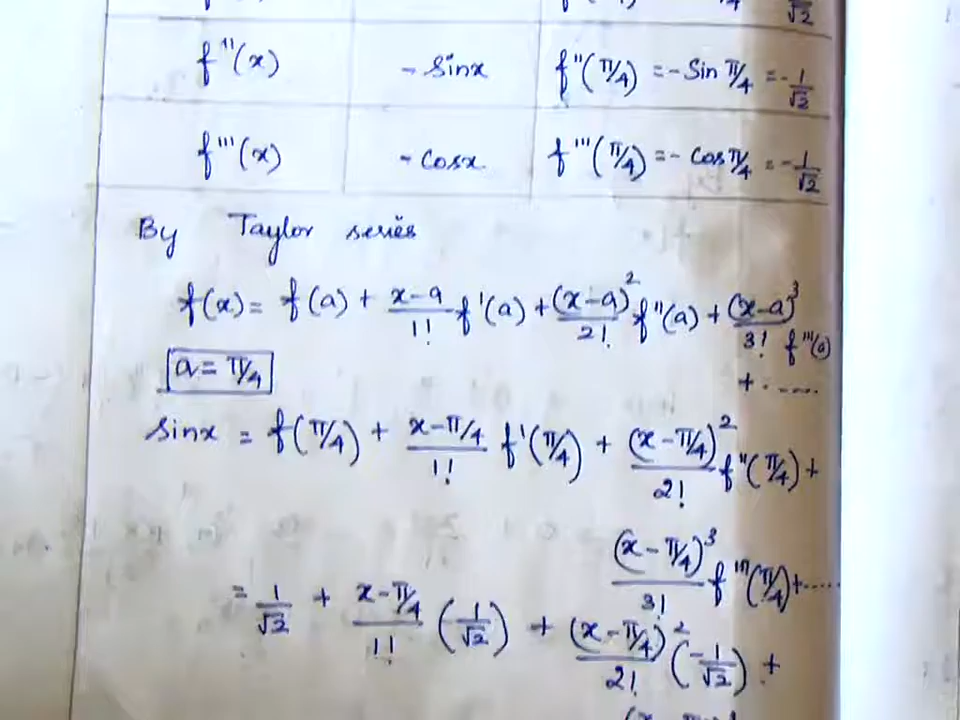 1/√2
f''(x) - Sinx f''(π/4) = - Sin π/4 = -1/√2
f'''(x) - Cosx f'''(π/4) = - Cos π/4 = -1/√2
By Taylor series
f(x) = f(a) + (x-a)/1! f'(a) + (x-a)²/2! f''(a) + (x-a)³/3! f'''(a)
a = π/4 + ......
Sinx = f(π/4) + (x-π/4)/1! f'(π/4) + (x-π/4)²/2! f''(π/4) +
(x-π/4)³/3! f'''(π/4) + .....
= 1/√2 + (x-π/4)/1! (1/√2) + (x-π/4)²/2! (-1/√2) +